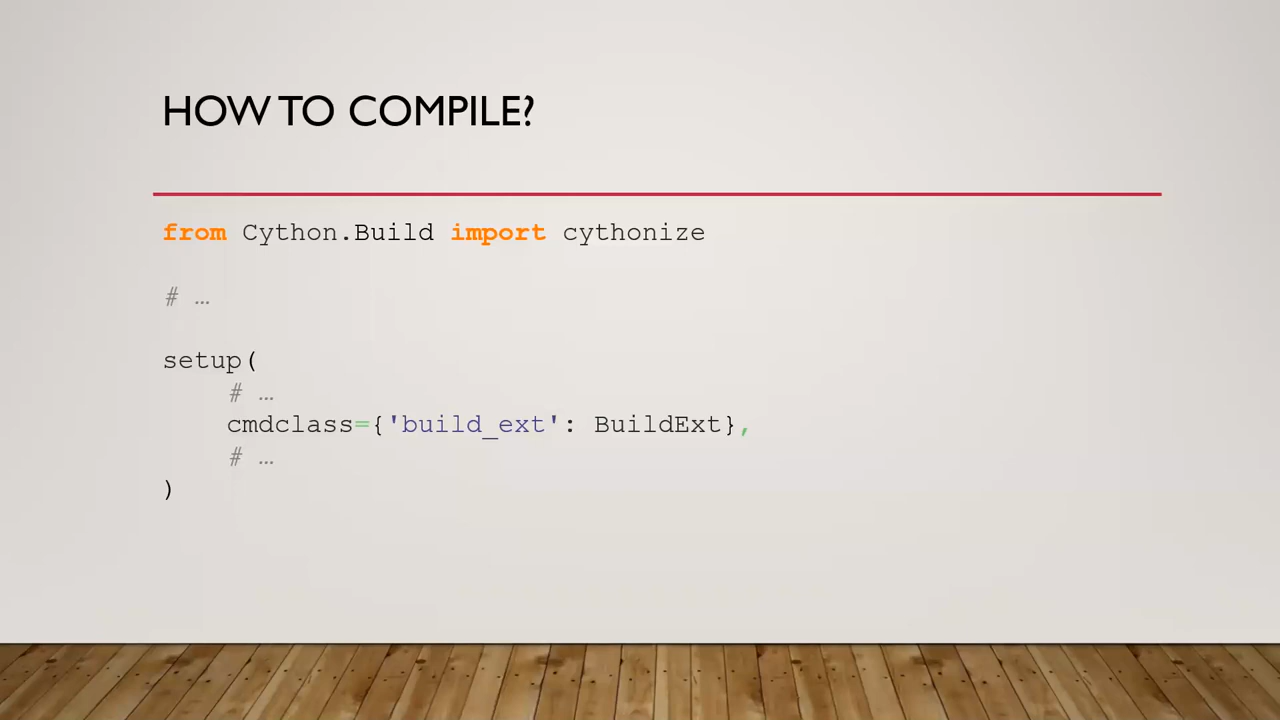 HOW TO COMPILE?
from Cython.Build import cythonize
# …
setup(
# …
cmdclass={'build_ext': BuildExt},
# …
)